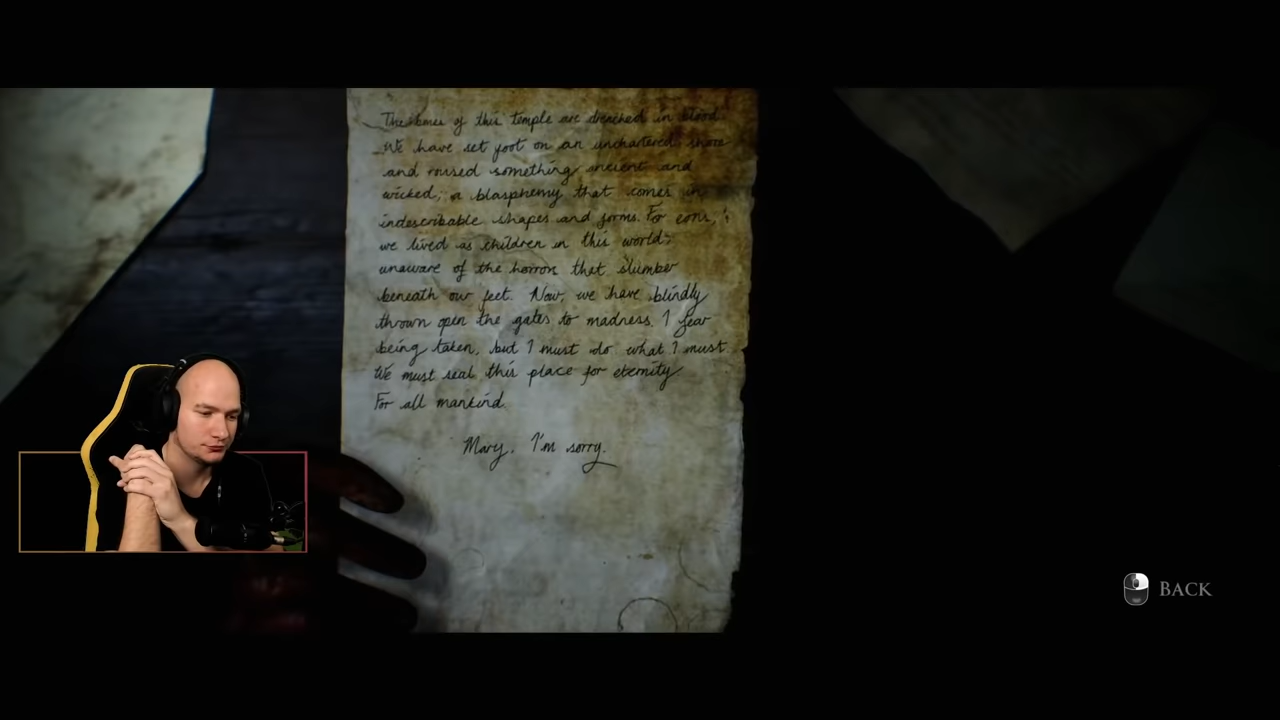 The bones of this temple are drenched in blood.
We have set foot on an unchartered shore
and roused something ancient and
wicked; a blasphemy that comes in
indescribable shapes and forms. For eons,
we lived as children in this world;
unaware of the horrors that slumber
beneath our feet. Now, we have blindly
thrown open the gates to madness. I fear
being taken, but I must do what I must
We must seal this place for eternity
For all mankind.
Mary, I'm sorry.
BACK